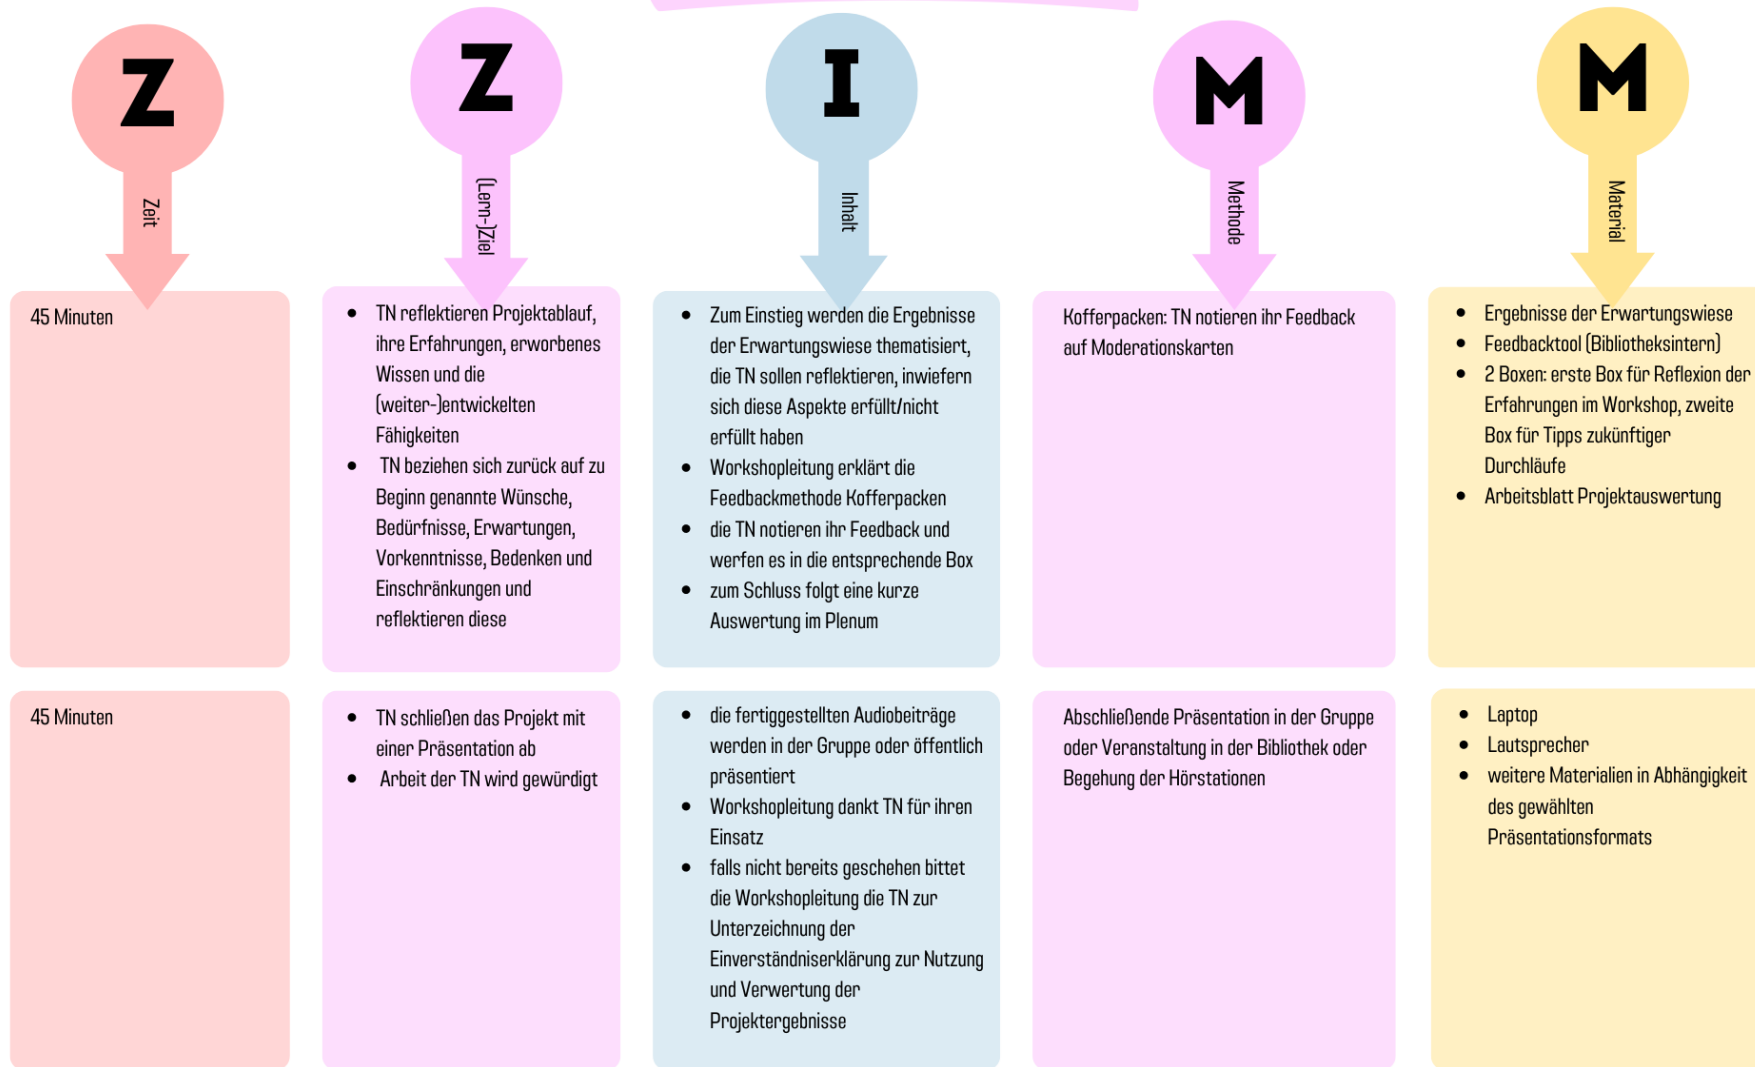 Z
Z
I
M
M
Zeit
(Lern-)Ziel
Inhalt
Methode
Material
45 Minuten
TN reflektieren Projektablauf,
ihre Erfahrungen, erworbenes
Wissen und die
(weiter-)entwickelten
Fähigkeiten
TN beziehen sich zurück auf zu
Beginn genannte Wünsche,
Bedürfnisse, Erwartungen,
Vorkenntnisse, Bedenken und
Einschränkungen und
reflektieren diese
Zum Einstieg werden die Ergebnisse
der Erwartungswiese thematisiert,
die TN sollen reflektieren, inwiefern
sich diese Aspekte erfüllt/nicht
erfüllt haben
Workshopleitung erklärt die
Feedbackmethode Kofferpacken
die TN notieren ihr Feedback und
werfen es in die entsprechende Box
zum Schluss folgt eine kurze
Auswertung im Plenum
Kofferpacken: TN notieren ihr Feedback
auf Moderationskarten
Ergebnisse der Erwartungswiese
Feedbacktool (Bibliotheksintern)
2 Boxen: erste Box für Reflexion der
Erfahrungen im Workshop, zweite
Box für Tipps zukünftiger
Durchläufe
Arbeitsblatt Projektauswertung
45 Minuten
TN schließen das Projekt mit
einer Präsentation ab
Arbeit der TN wird gewürdigt
die fertiggestellten Audiobeiträge
werden in der Gruppe oder öffentlich
präsentiert
Workshopleitung dankt TN für ihren
Einsatz
falls nicht bereits geschehen bittet
die Workshopleitung die TN zur
Unterzeichnung der
Einverständniserklärung zur Nutzung
und Verwertung der
Projektergebnisse
Abschließende Präsentation in der Gruppe
oder Veranstaltung in der Bibliothek oder
Begehung der Hörstationen
Laptop
Lautsprecher
weitere Materialien in Abhängigkeit
des gewählten
Präsentationsformats